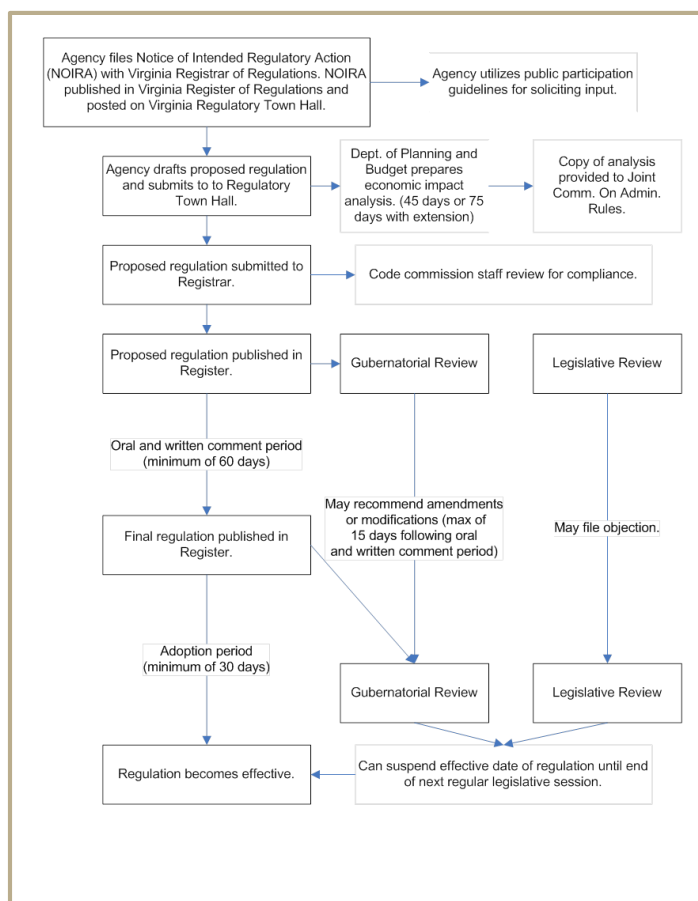 Agency files Notice of Intended Regulatory Action
(NOIRA) with Virginia Registrar of Regulations. NOIRA
published in Virginia Register of Regulations and
posted on Virginia Regulatory Town Hall.
Agency utilizes public participation
guidelines for soliciting input.
Agency drafts proposed regulation
and submits to to Regulatory
Town Hall.
Dept. of Planning and
Budget prepares
economic impact
analysis. (45 days or 75
days with extension)
Copy of analysis
provided to Joint
Comm. On Admin.
Rules.
Proposed regulation submitted to
Registrar.
Code commission staff review for compliance.
Proposed regulation published in
Register.
Gubernatorial Review
Legislative Review
Oral and written comment period
(minimum of 60 days)
May recommend amendments
or modifications (max of
15 days following oral
and written comment period)
May file objection.
Final regulation published in
Register.
Adoption period
(minimum of 30 days)
Gubernatorial Review
Legislative Review
Regulation becomes effective.
Can suspend effective date of regulation until end
of next regular legislative session.